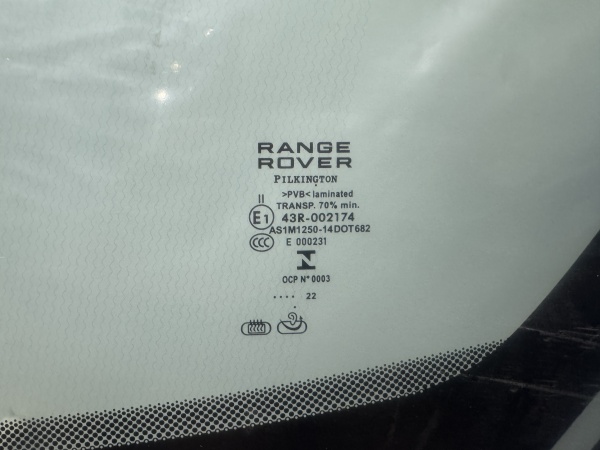 RANGE
ROVER
PILKINGTON
>PVB< laminated
TRANSP. 70% min.
II
E1 43R-002174
AS1M1250-14DOT682
CCC E 000231
OCP N° 0003
.... 22